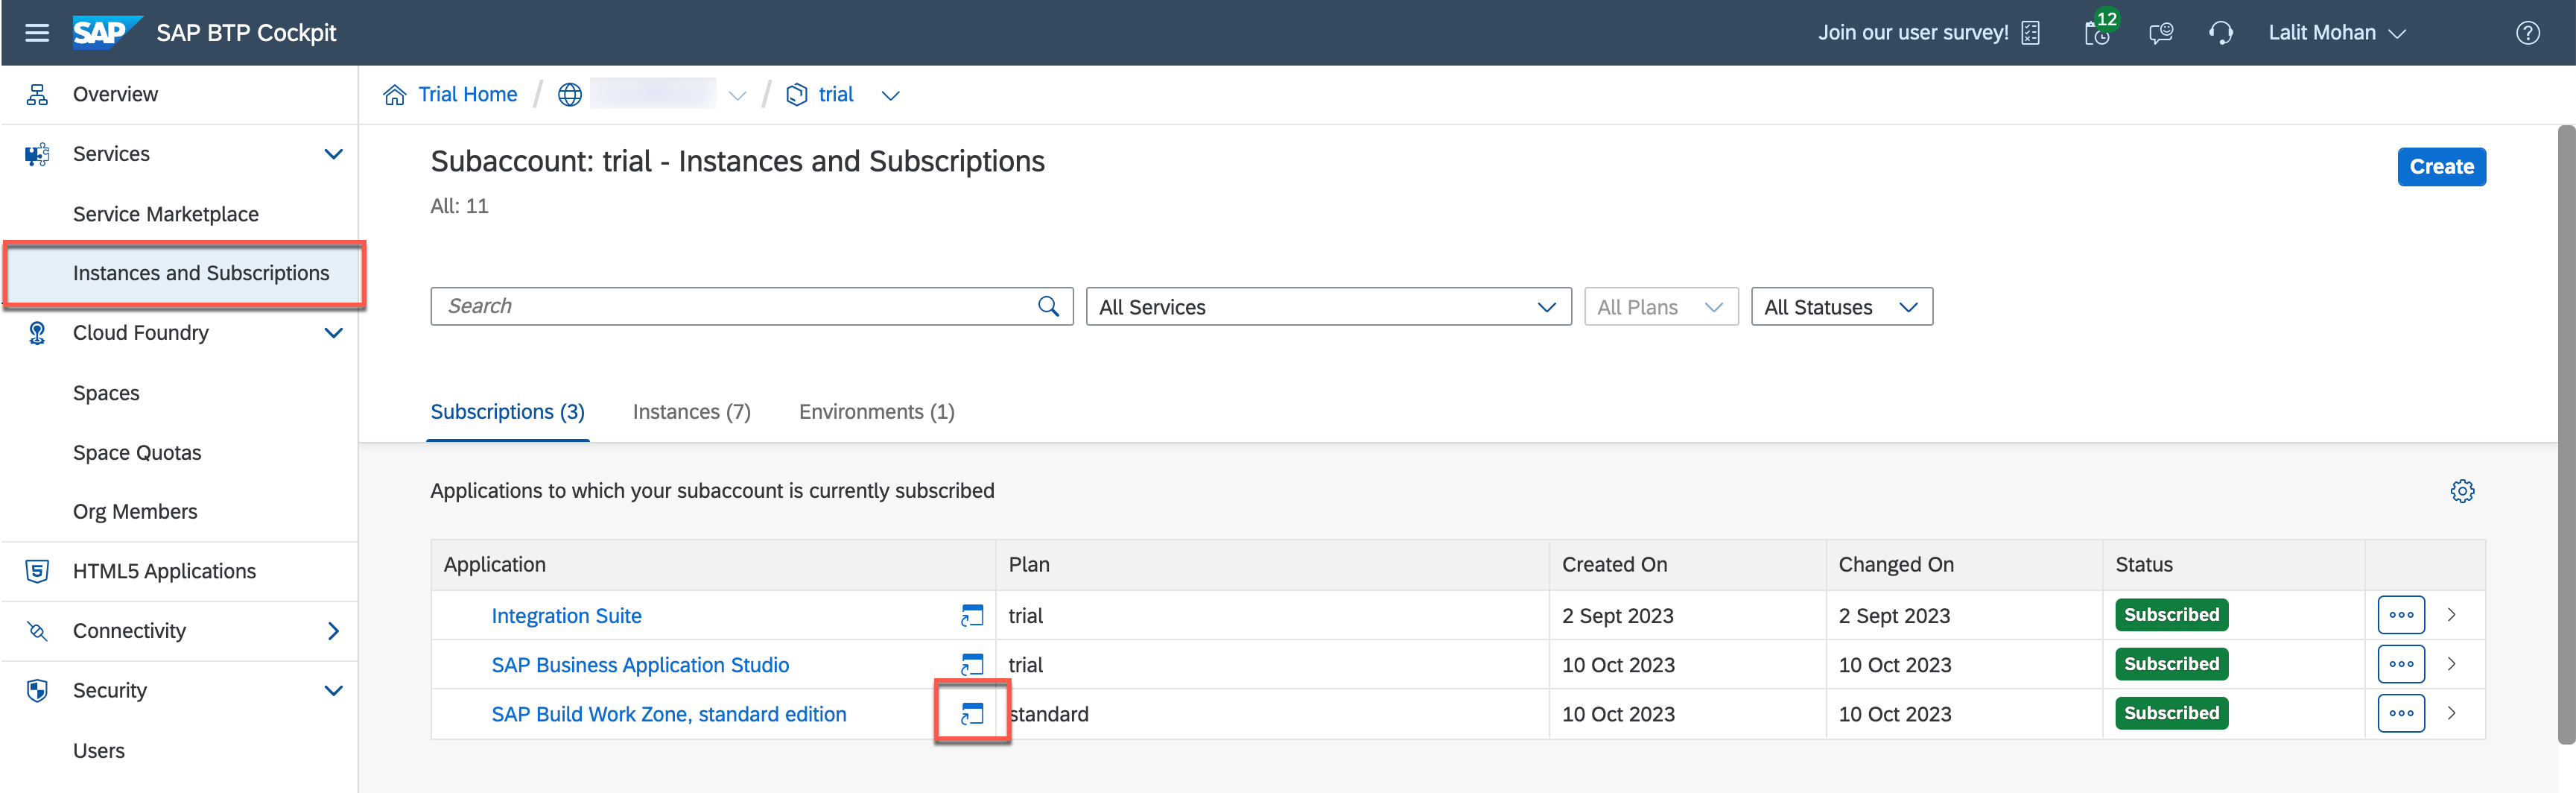 SAP SAP BTP Cockpit Join our user survey! 12 Lalit Mohan
Overview
Services
Service Marketplace
Instances and Subscriptions
Cloud Foundry
Spaces
Space Quotas
Org Members
HTML5 Applications
Connectivity
Security
Users
Trial Home / / trial
Subaccount: trial - Instances and Subscriptions
Create
All: 11
Search All Services All Plans All Statuses
Subscriptions (3) Instances (7) Environments (1)
Applications to which your subaccount is currently subscribed
Application Plan Created On Changed On Status
Integration Suite trial 2 Sept 2023 2 Sept 2023 Subscribed
SAP Business Application Studio trial 10 Oct 2023 10 Oct 2023 Subscribed
SAP Build Work Zone, standard edition standard 10 Oct 2023 10 Oct 2023 Subscribed